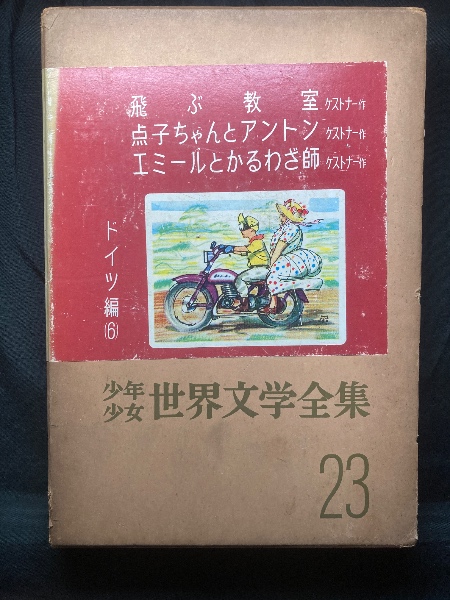 飛ぶ教室 ケストナー作
点子ちゃんとアントン ケストナー作
エミールとかるわざ師 ケストナー作
ドイツ編(6)
少年少女 世界文学全集
23